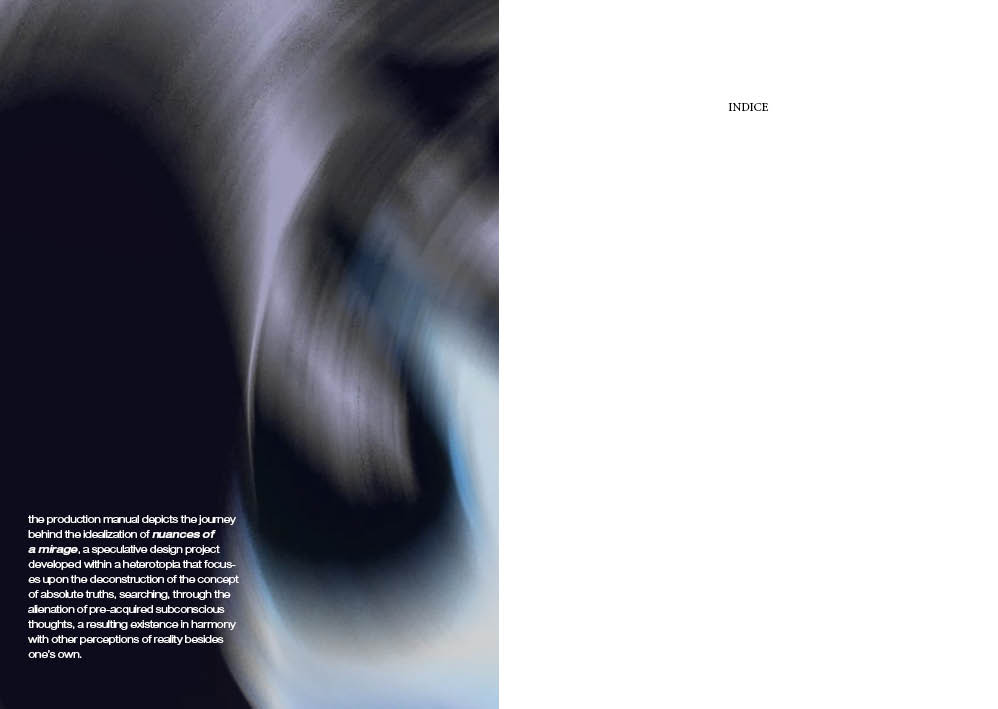 the production manual depicts the journey
behind the idealization of nuances of
a mirage, a speculative design project
developed within a heterotopia that focus-
es upon the deconstruction of the concept
of absolute truths, searching, through the
alienation of pre-acquired subconscious
thoughts, a resulting existence in harmony
with other perceptions of reality besides
one's own.
INDICE